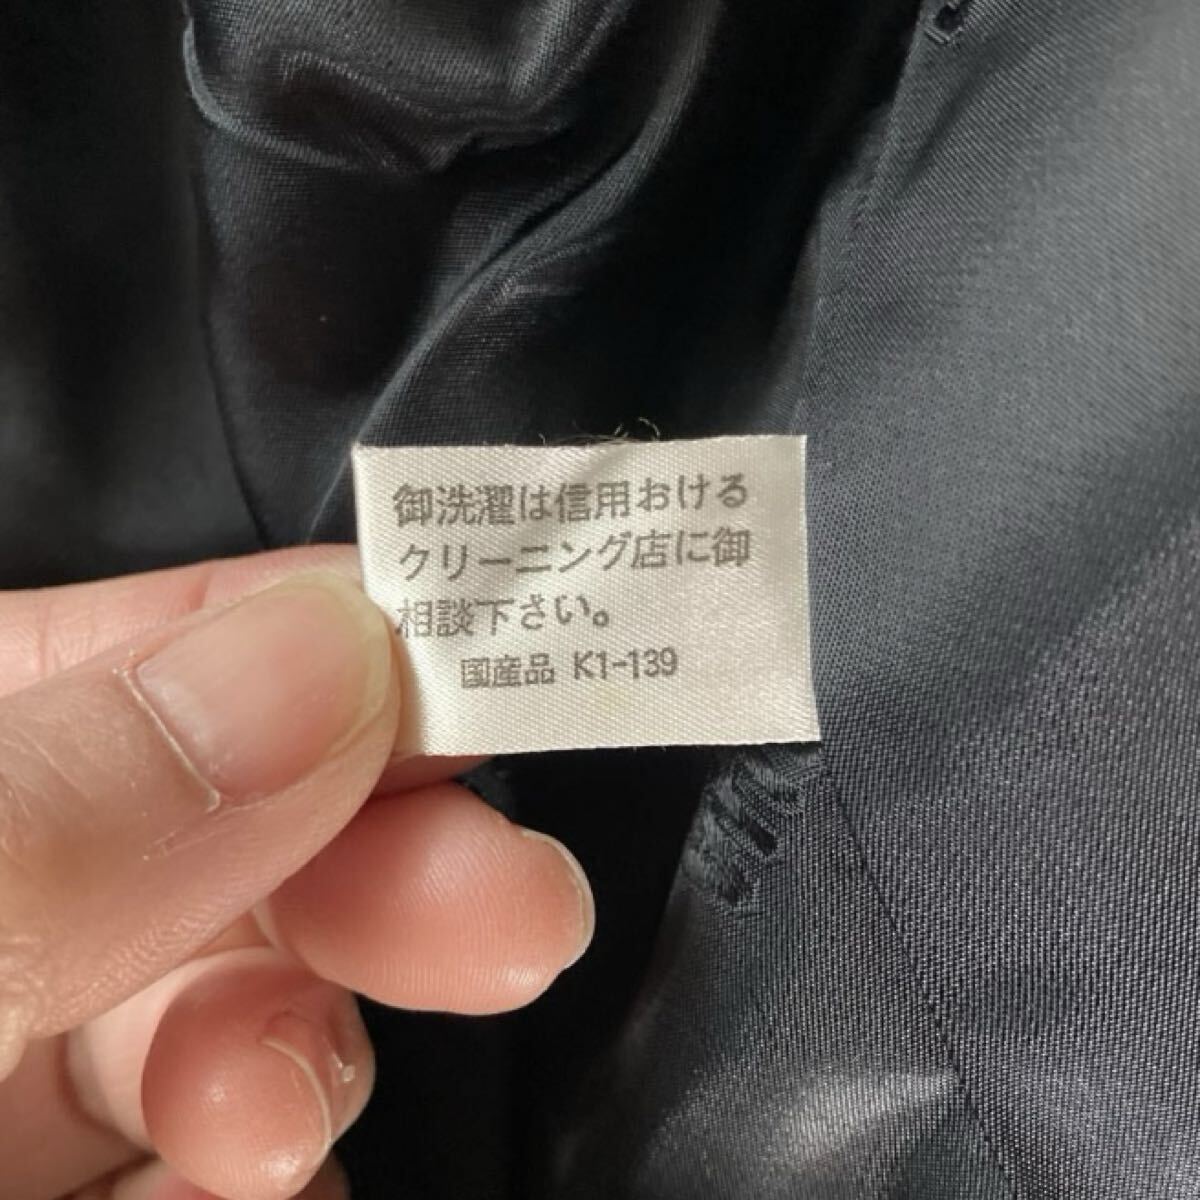 御洗濯は信用おける
クリーニング店に御
相談下さい。
国産品 K1-139